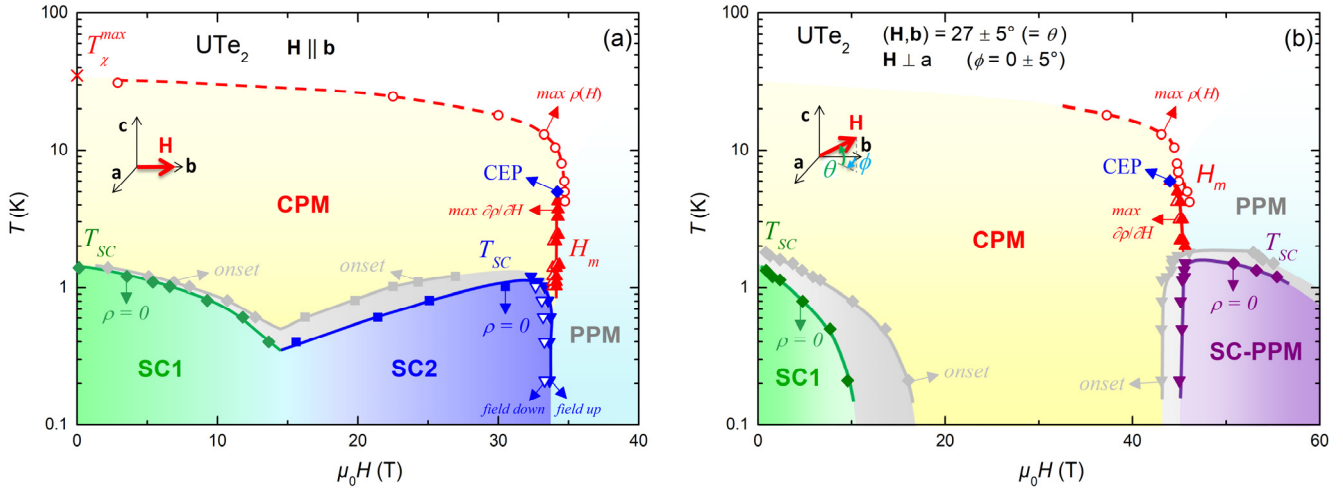 UTe₂ H || b (a)
T_χ^max
max ρ(H)
c
H
a
b
CEP
CPM
max ∂ρ/∂H
T_SC
onset
onset
T_SC
H_m
ρ = 0
ρ = 0
PPM
SC1
SC2
field down
field up
100
10
1
0.1
T (K)
0
10
20
30
40
μ₀H (T)
UTe₂ (H,b) = 27 ± 5° (= θ) (b)
H ⊥ a (ϕ = 0 ± 5°)
max ρ(H)
c
H
b
a
θ
ϕ
CEP
H_m
max
∂ρ/∂H
PPM
CPM
T_SC
T_SC
ρ = 0
ρ = 0
SC1
SC-PPM
onset
onset
100
10
1
0.1
T (K)
0
20
40
60
μ₀H (T)